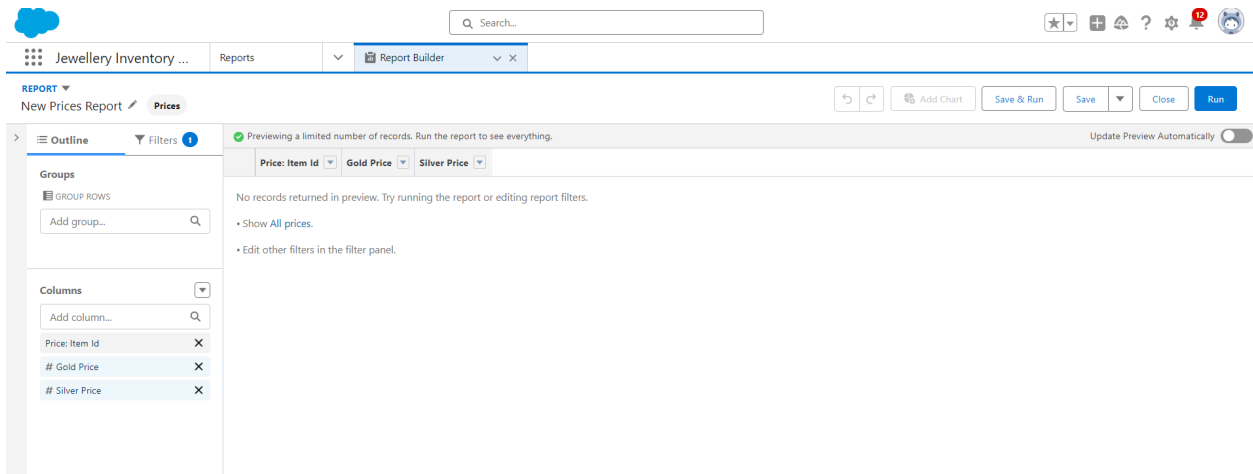 Search...
12
Jewellery Inventory ...
Reports
Report Builder
REPORT
New Prices Report
Prices
Add Chart
Save & Run
Save
Close
Run
Outline
Filters 1
Previewing a limited number of records. Run the report to see everything.
Update Preview Automatically
Groups
GROUP ROWS
Add group...
Columns
Add column...
Price: Item Id
# Gold Price
# Silver Price
Price: Item Id Gold Price Silver Price
No records returned in preview. Try running the report or editing report filters.
• Show All prices.
• Edit other filters in the filter panel.